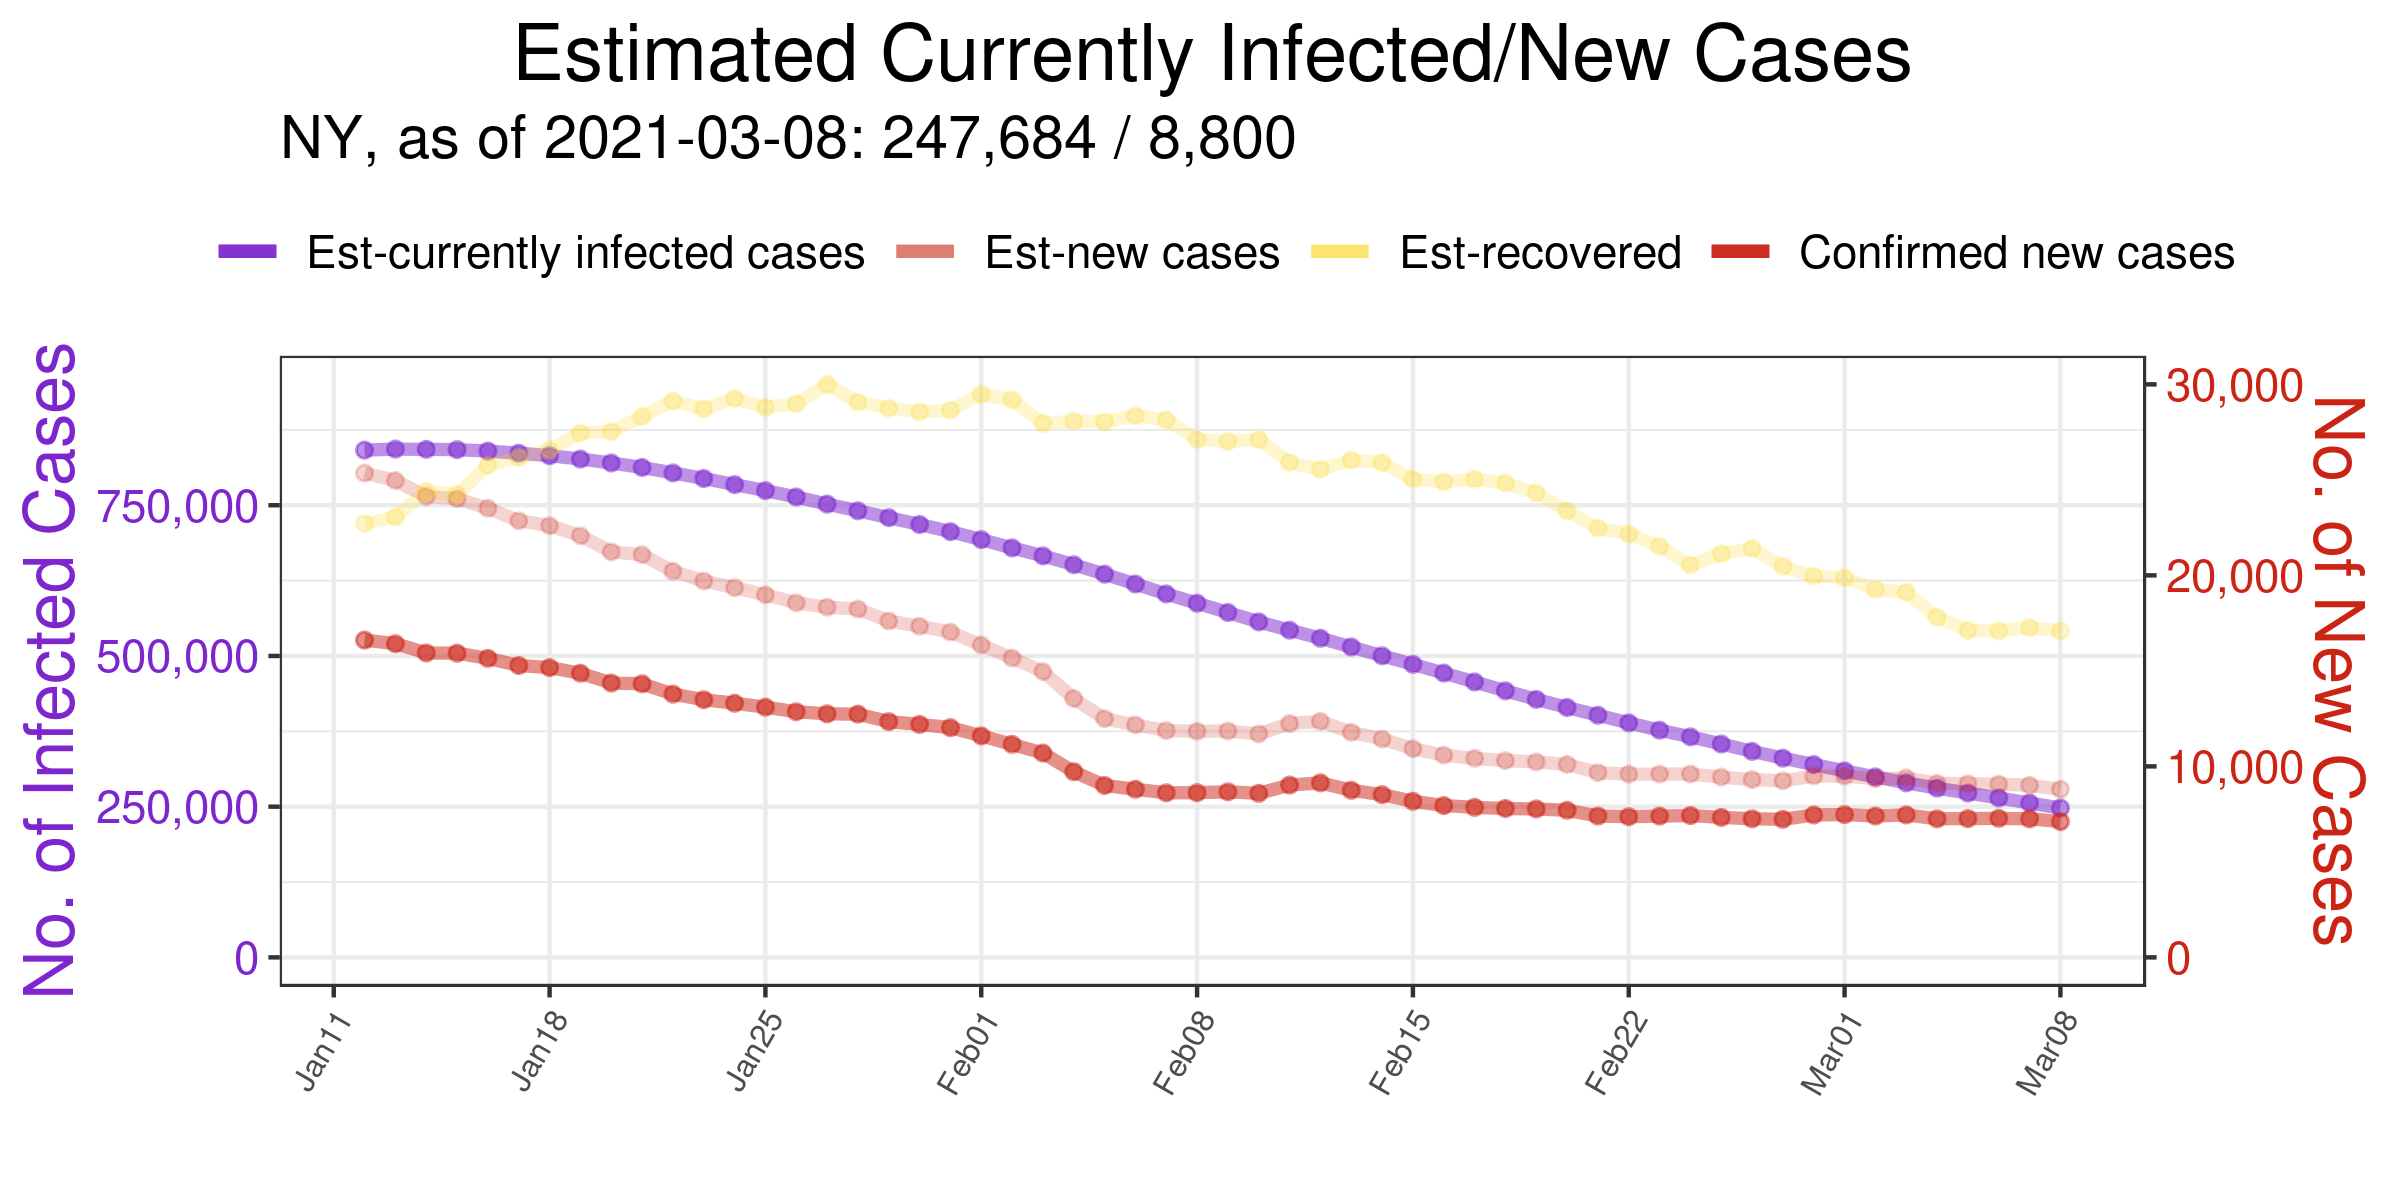 Estimated Currently Infected/New Cases
NY, as of 2021-03-08: 247,684 / 8,800
Est-currently infected cases Est-new cases Est-recovered Confirmed new cases
No. of Infected Cases
750,000
500,000
250,000
0
30,000
20,000
10,000
0
No. of New Cases
Jan11 Jan18 Jan25 Feb01 Feb08 Feb15 Feb22 Mar01 Mar08